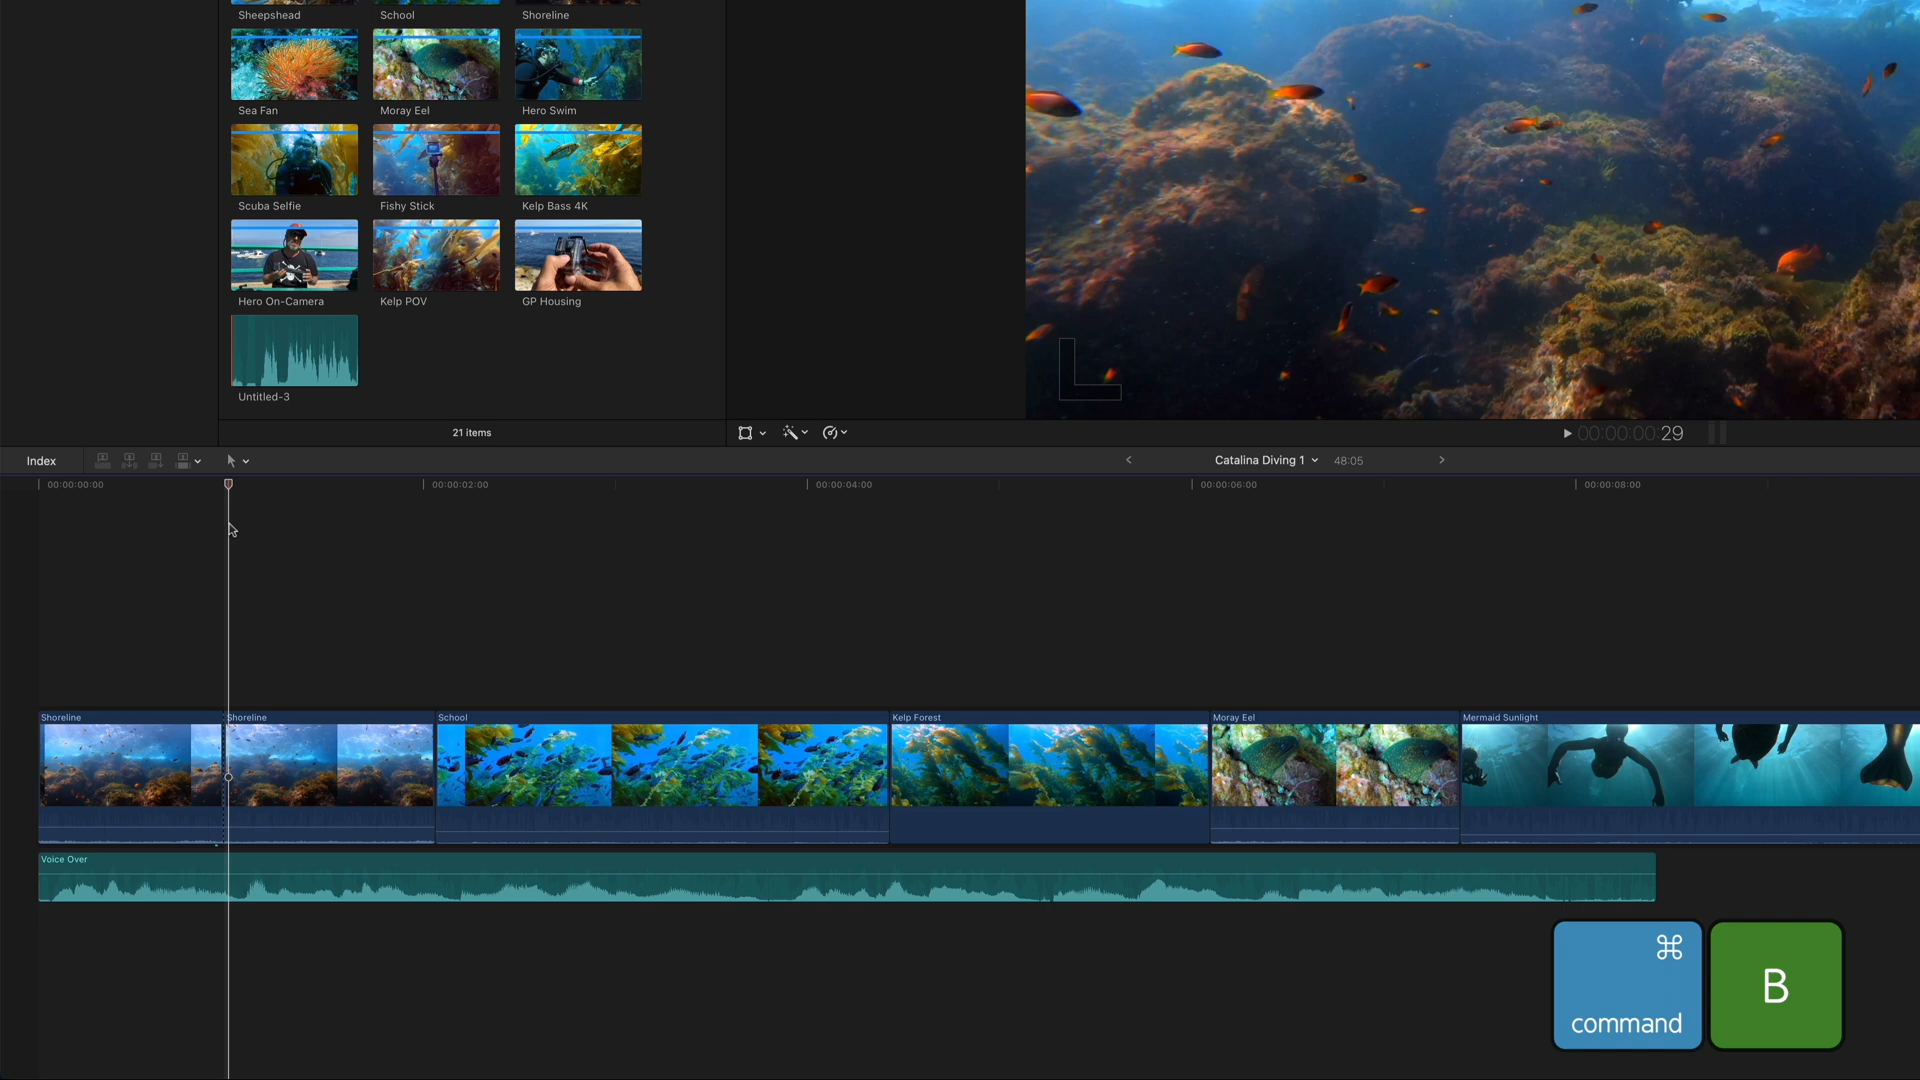 Sheepshead
School
Shoreline
Sea Fan
Moray Eel
Hero Swim
Scuba Selfie
Fishy Stick
Kelp Bass 4K
Hero On-Camera
Kelp POV
GP Housing
Untitled-3
21 items
00:00:00:29
Index
Catalina Diving 1
48:05
00:00:00:00
00:00:02:00
00:00:04:00
00:00:06:00
00:00:08:00
Shoreline
Shoreline
School
Kelp Forest
Moray Eel
Mermaid Sunlight
Voice Over
⌘
command
B